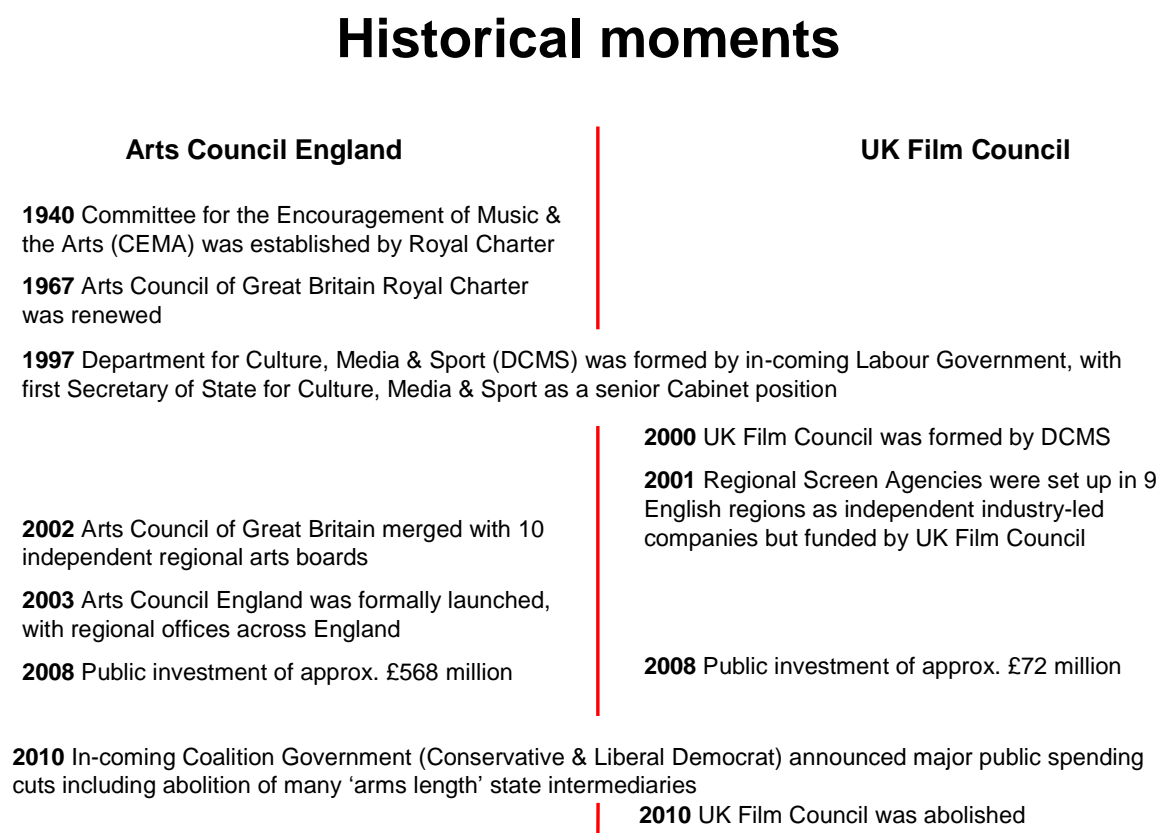 Historical moments
Arts Council England
UK Film Council
1940 Committee for the Encouragement of Music &
the Arts (CEMA) was established by Royal Charter
1967 Arts Council of Great Britain Royal Charter
was renewed
1997 Department for Culture, Media & Sport (DCMS) was formed by in-coming Labour Government, with
first Secretary of State for Culture, Media & Sport as a senior Cabinet position
2000 UK Film Council was formed by DCMS
2001 Regional Screen Agencies were set up in 9
English regions as independent industry-led
companies but funded by UK Film Council
2002 Arts Council of Great Britain merged with 10
independent regional arts boards
2003 Arts Council England was formally launched,
with regional offices across England
2008 Public investment of approx. £568 million
2008 Public investment of approx. £72 million
2010 In-coming Coalition Government (Conservative & Liberal Democrat) announced major public spending
cuts including abolition of many ‘arms length’ state intermediaries
2010 UK Film Council was abolished